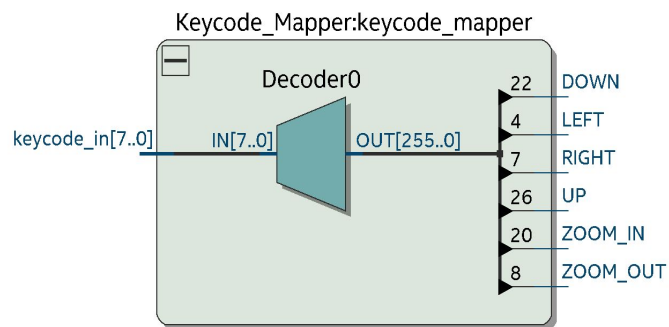 Keycode_Mapper:keycode_mapper
Decoder0
keycode_in[7..0]
IN[7..0]
OUT[255..0]
22 DOWN
4 LEFT
7 RIGHT
26 UP
20 ZOOM_IN
8 ZOOM_OUT